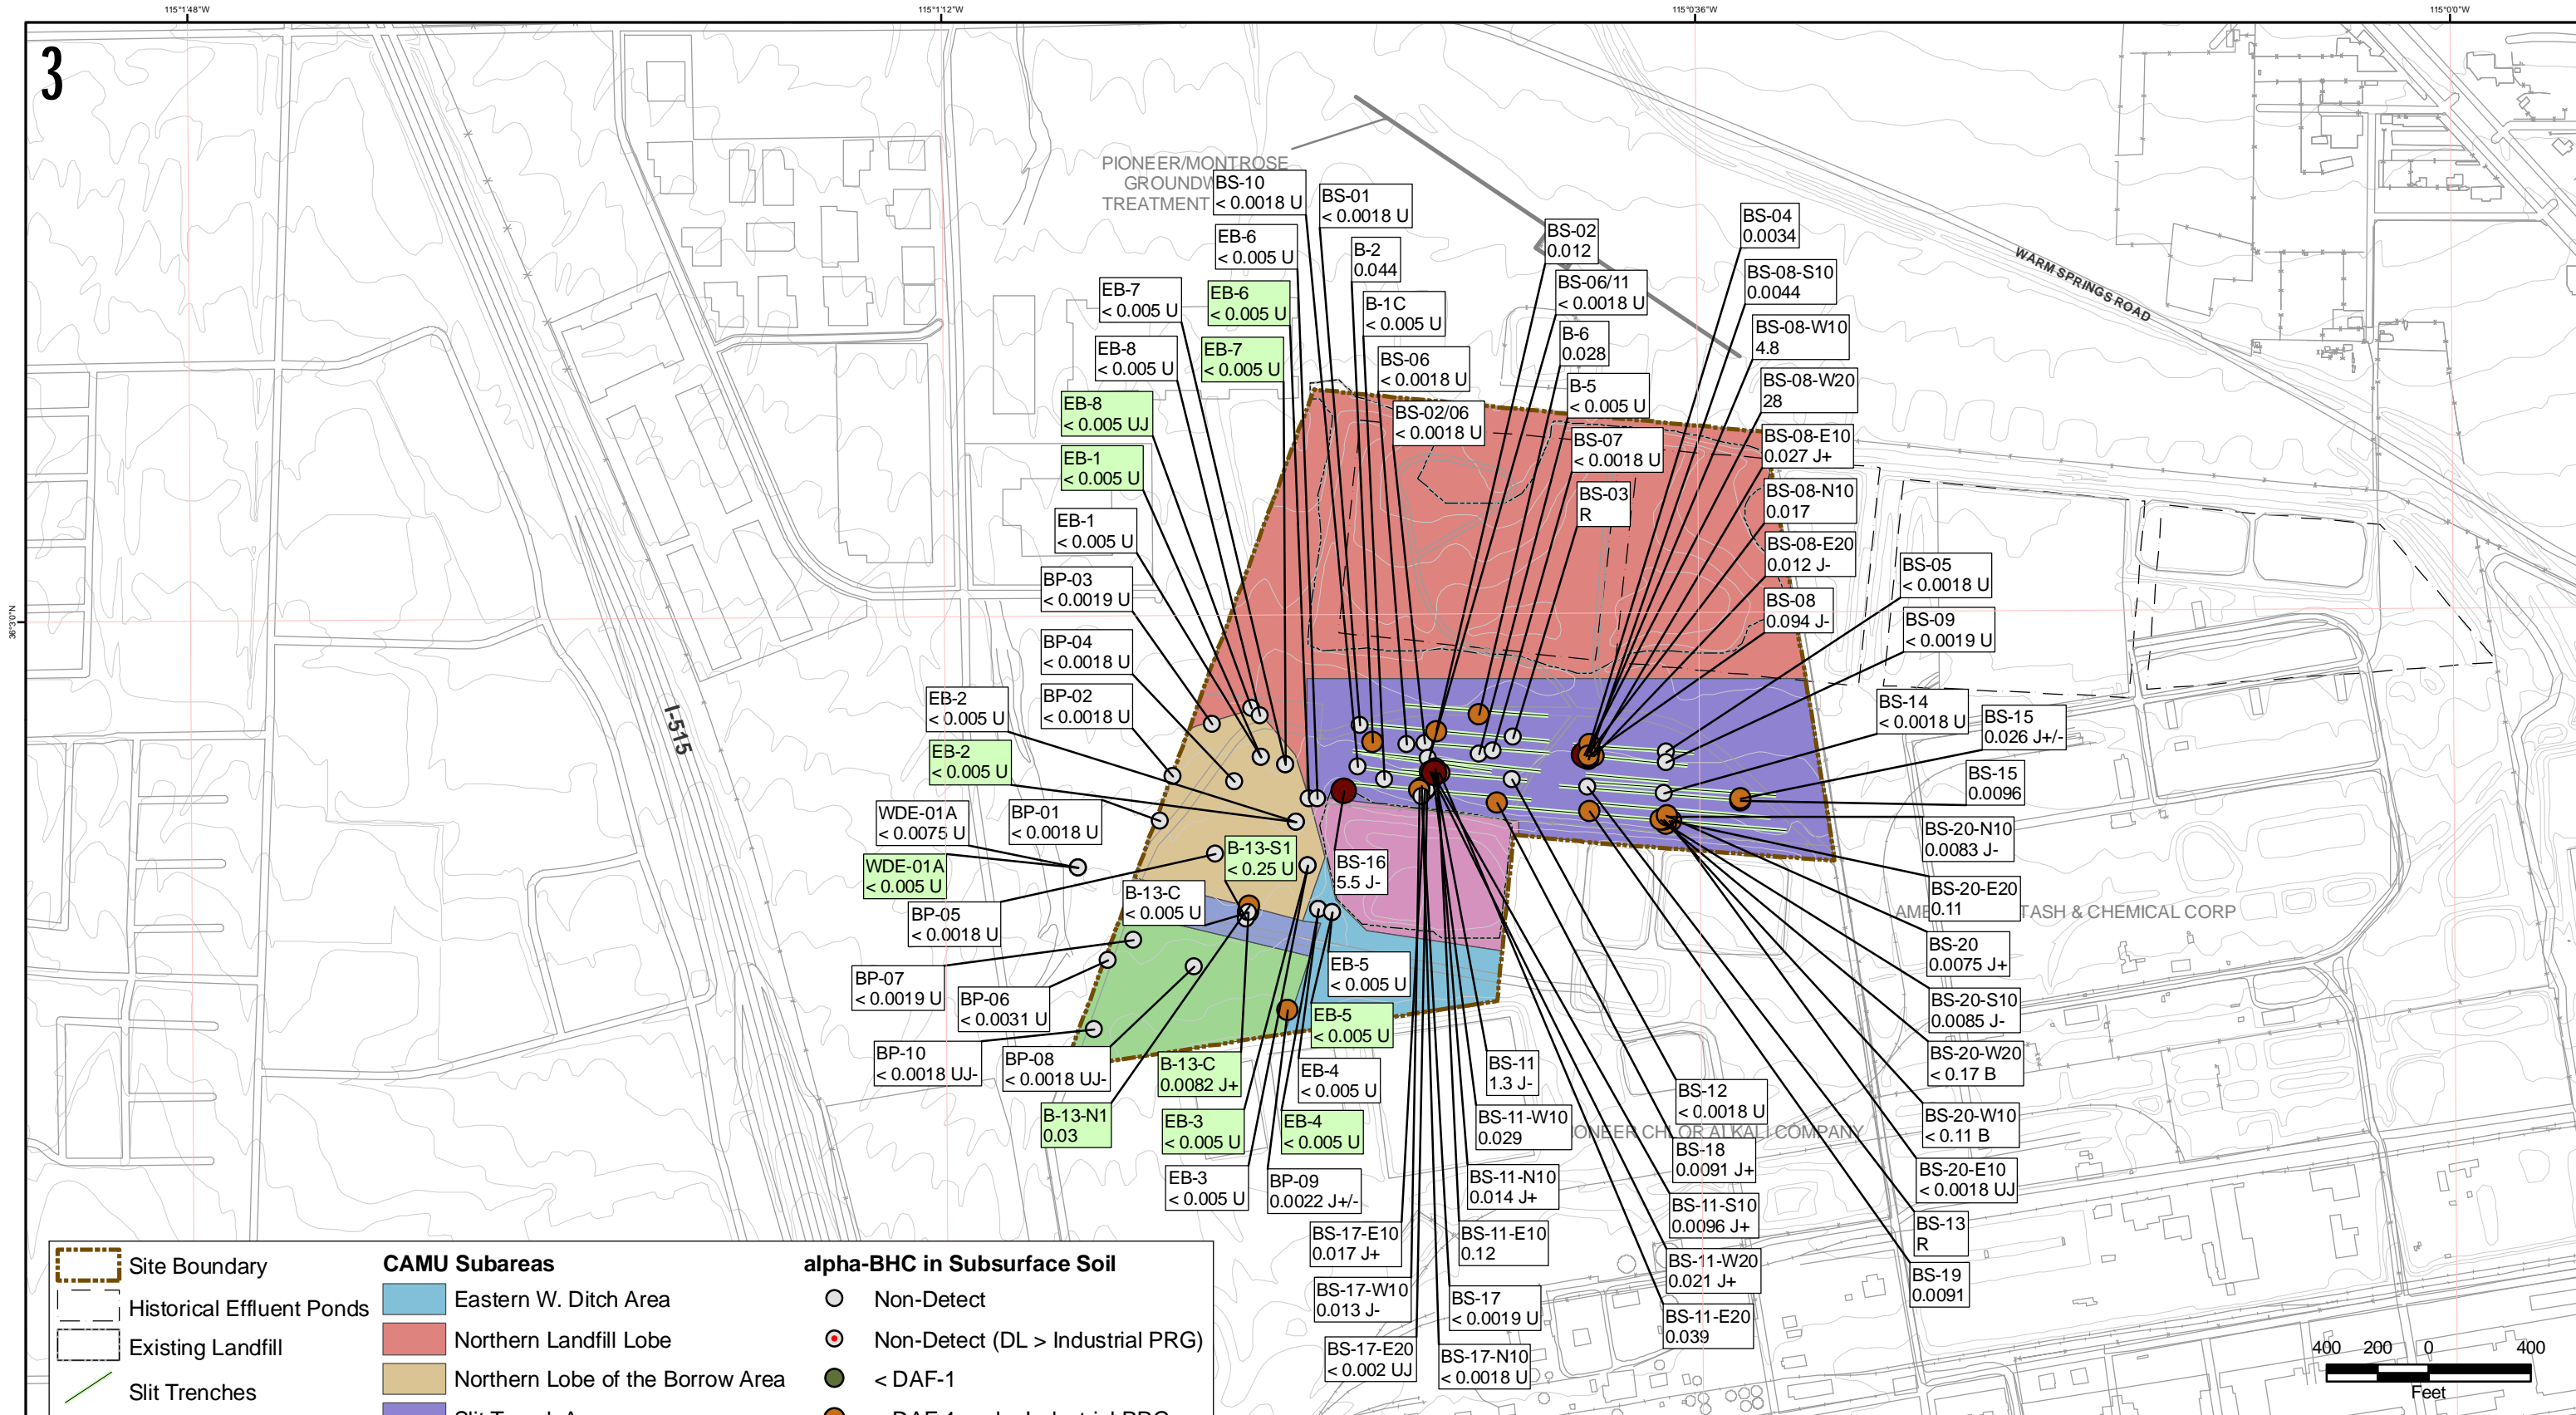 115°1'48"W
115°1'12"W
115°0'36"W
115°0'0"W
3
36°3'0"N
PIONEER/MONTROSE
TREATMENT
BS-10
< 0.0018 U
BS-01
< 0.0018 U
EB-6
< 0.005 U
B-2
0.044
BS-02
0.012
BS-04
0.0034
WARM SPRINGS ROAD
EB-7
< 0.005 U
EB-6
< 0.005 U
B-1C
< 0.005 U
BS-06/11
< 0.0018 U
BS-08-S10
0.0044
EB-8
< 0.005 U
EB-7
< 0.005 U
BS-06
< 0.0018 U
B-6
0.028
BS-08-W10
4.8
EB-8
< 0.005 UJ
BS-02/06
< 0.0018 U
B-5
< 0.005 U
BS-08-W20
28
EB-1
< 0.005 U
BS-07
< 0.0018 U
BS-08-E10
0.027 J+
EB-1
< 0.005 U
BS-03
R
BS-08-N10
0.017
BP-03
< 0.0019 U
BS-08-E20
0.012 J-
BS-05
< 0.0018 U
BP-04
< 0.0018 U
BS-08
0.094 J-
BS-09
< 0.0019 U
EB-2
< 0.005 U
BP-02
< 0.0018 U
BS-14
< 0.0018 U
BS-15
0.026 J+/-
I-515
EB-2
< 0.005 U
BS-15
0.0096
WDE-01A
< 0.0075 U
BP-01
< 0.0018 U
BS-20-N10
0.0083 J-
WDE-01A
< 0.005 U
B-13-S1
< 0.25 U
BS-16
5.5 J-
BS-20-E20
0.11
B-13-C
< 0.005 U
TASH & CHEMICAL CORP
BP-05
< 0.0018 U
BS-20
0.0075 J+
BP-07
< 0.0019 U
BP-06
< 0.0031 U
EB-5
< 0.005 U
BS-20-S10
0.0085 J-
EB-5
< 0.005 U
BP-10
< 0.0018 UJ-
BP-08
< 0.0018 UJ-
B-13-C
0.0082 J+
EB-4
< 0.005 U
BS-11
1.3 J-
BS-12
< 0.0018 U
BS-20-W20
< 0.17 B
B-13-N1
0.03
EB-3
< 0.005 U
EB-4
< 0.005 U
BS-11-W10
0.029
CHLOR ALKALI COMPANY
BS-20-W10
< 0.11 B
EB-3
< 0.005 U
BP-09
0.0022 J+/-
BS-11-N10
0.014 J+
BS-18
0.0091 J+
BS-20-E10
< 0.0018 UJ
BS-17-E10
0.017 J+
BS-11-E10
0.12
BS-11-S10
0.0096 J+
BS-13
R
BS-17-W10
0.013 J-
BS-17
< 0.0019 U
BS-11-W20
0.021 J+
BS-19
0.0091
BS-17-E20
< 0.002 UJ
BS-17-N10
< 0.0018 U
BS-11-E20
0.039
Site Boundary
Historical Effluent Ponds
Existing Landfill
Slit Trenches
CAMU Subareas
Eastern W. Ditch Area
Northern Landfill Lobe
Northern Lobe of the Borrow Area
alpha-BHC in Subsurface Soil
Non-Detect
Non-Detect (DL > Industrial PRG)
< DAF-1
400 200 0 400
Feet